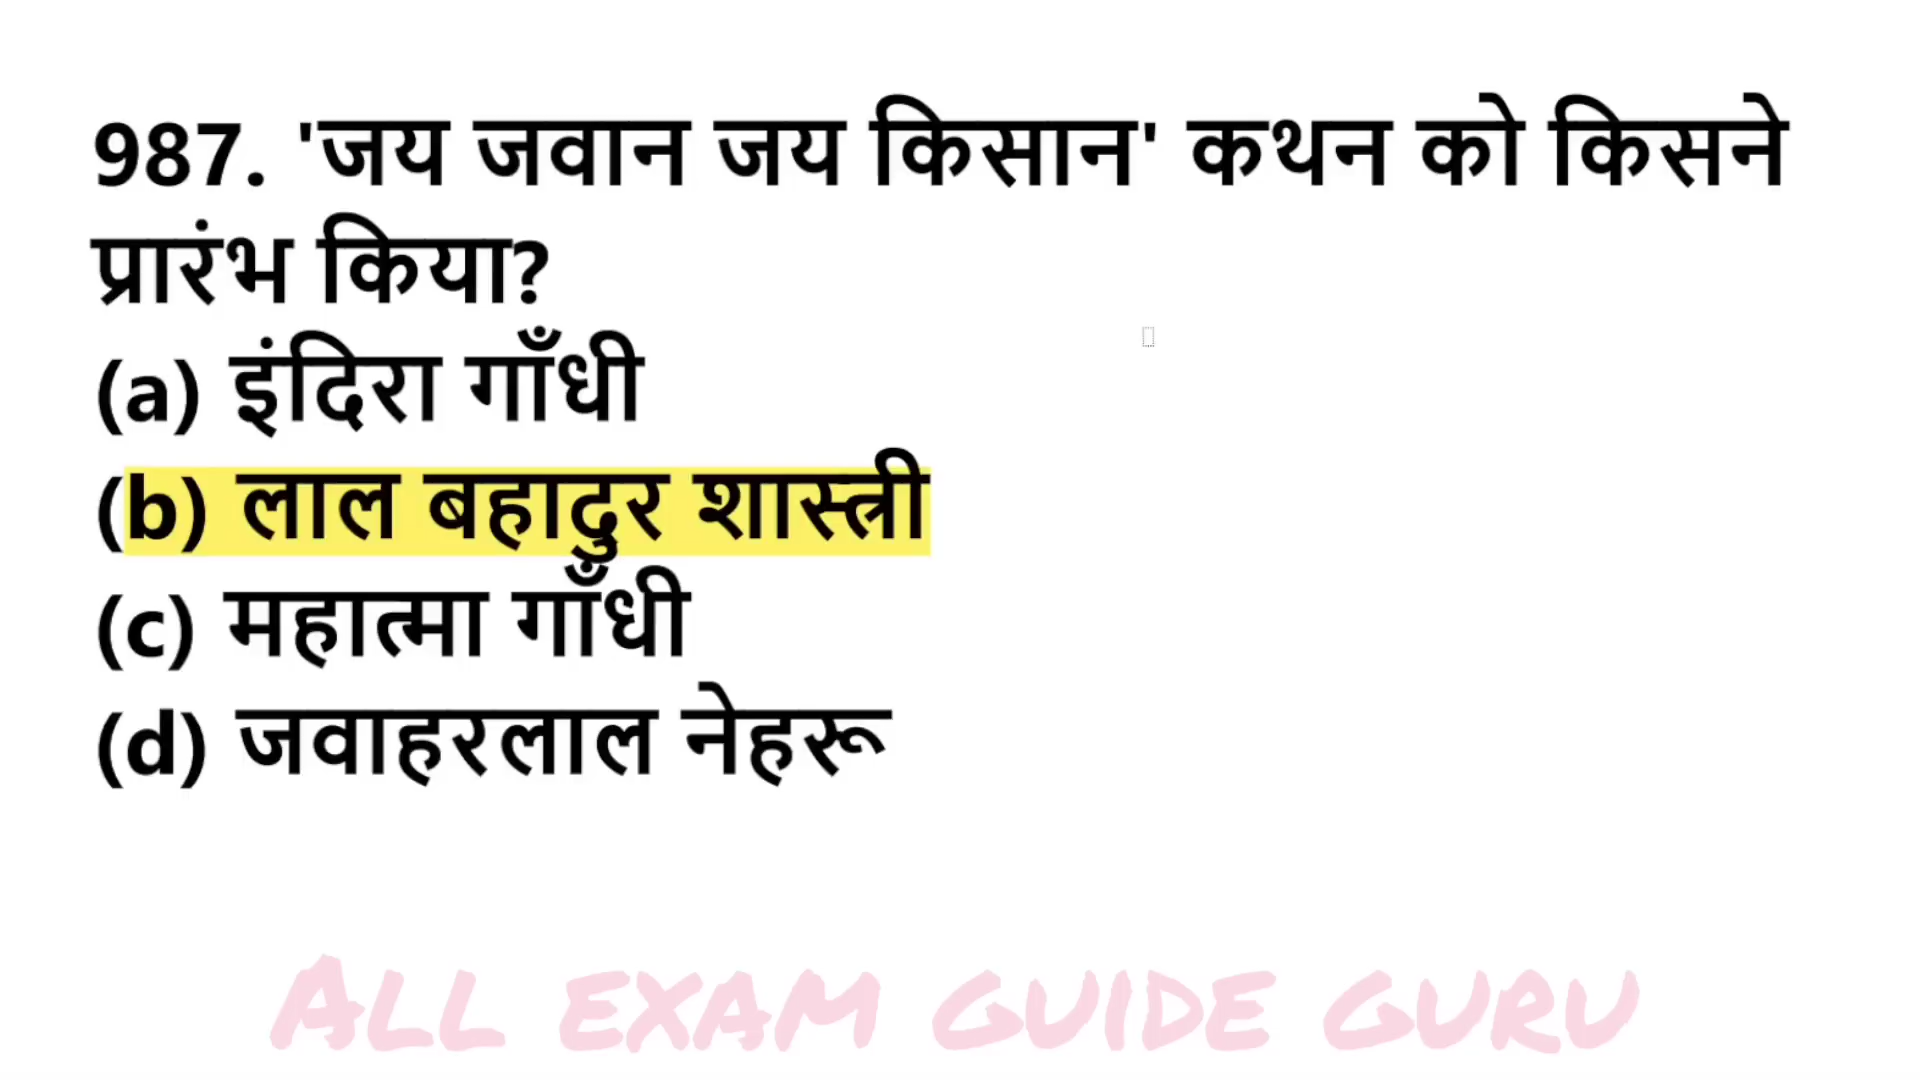 987. 'जय जवान जय किसान' कथन को किसने
प्रारंभ किया?
(a) इंदिरा गाँधी
(b) लाल बहादुर शास्त्री
(c) महात्मा गाँधी
(d) जवाहरलाल नेहरू
ALL EXAM GUIDE GURU